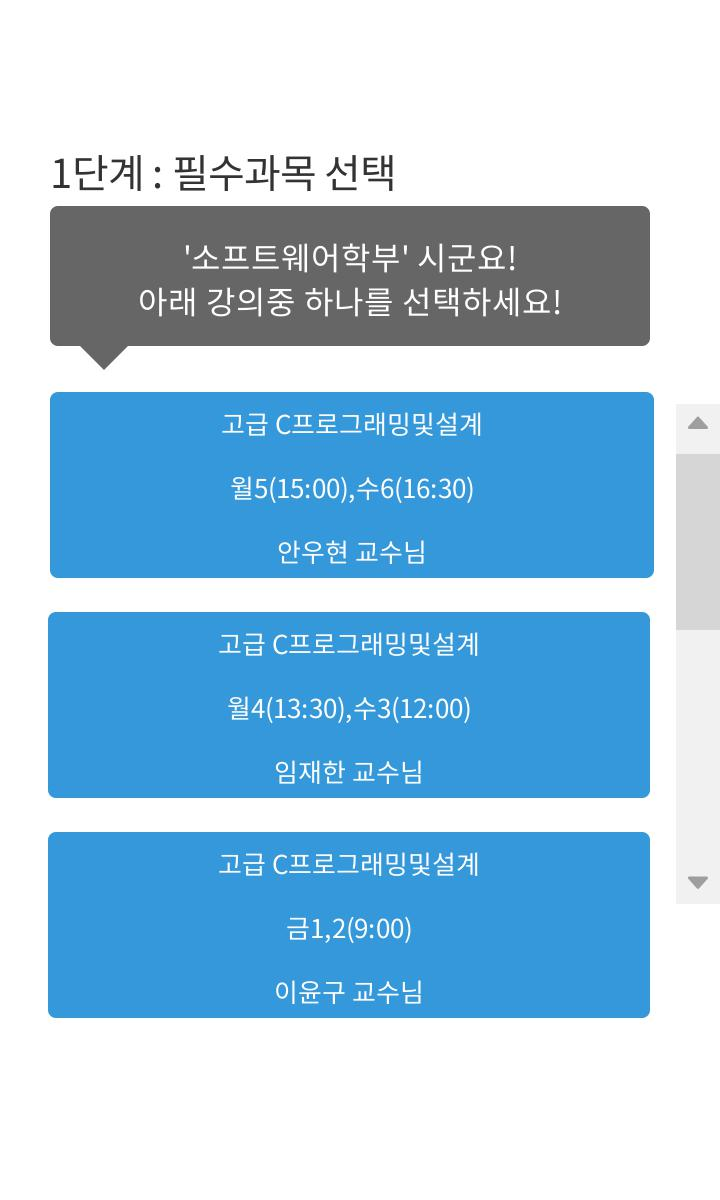 1단계 : 필수과목 선택
'소프트웨어학부' 시군요!
아래 강의중 하나를 선택하세요!
고급 C프로그래밍및설계
월5(15:00),수6(16:30)
안우현 교수님
고급 C프로그래밍및설계
월4(13:30),수3(12:00)
임재한 교수님
고급 C프로그래밍및설계
금1,2(9:00)
이윤구 교수님